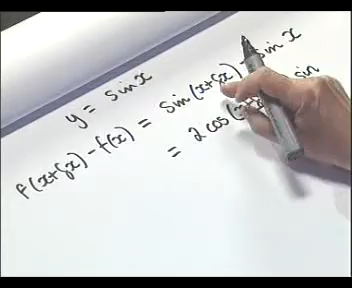 y = sin x
f(x+δx) - f(x) = sin(x+δx) - sin x
= 2 cos( sin